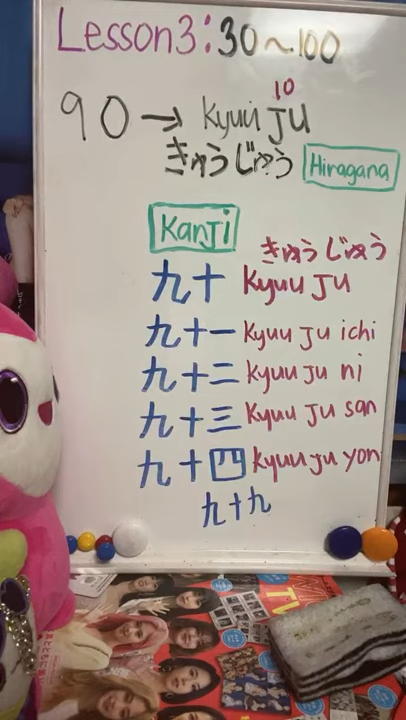 Lesson3: 30~100
10
90 → Kyuu JU
きゅうじゅう Hiragana
Kanji
きゅうじゅう
九十 Kyuu JU
九十一 Kyuu JU ichi
九十二 Kyuu JU ni
九十三 Kyuu JU san
九十四 Kyuu JU yon
九十九
TV